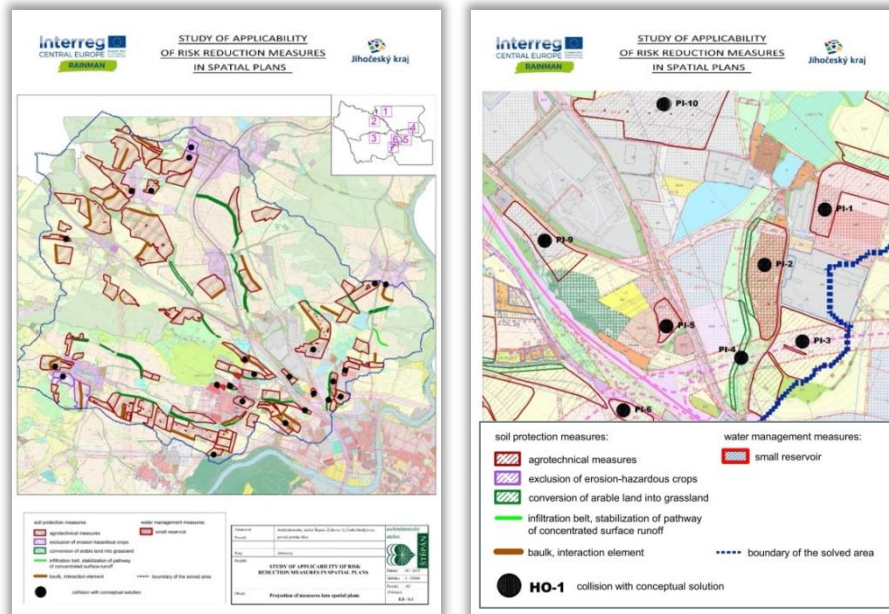 Interreg
CENTRAL EUROPE
RAINMAN
STUDY OF APPLICABILITY
OF RISK REDUCTION MEASURES
IN SPATIAL PLANS
Jihočeský kraj
1
2
3
4
5
soil protection measures
agrotechnical measures
exclusion of erosion-hazardous crops
conversion of arable land into grassland
infiltration belt, stabilization of pathway
of concentrated surface runoff
baulk, interaction element
collision with conceptual solution
water management measures
small reservoir
boundary of the solved area
STUDY OF APPLICABILITY OF RISK
REDUCTION MEASURES IN SPATIAL PLANS
Projection of measures into spatial plans
ŠTĚPÁN
Interreg
CENTRAL EUROPE
RAINMAN
STUDY OF APPLICABILITY
OF RISK REDUCTION MEASURES
IN SPATIAL PLANS
Jihočeský kraj
PI-10
PI-1
PI-9
PI-2
PI-5
PI-3
PI-4
PI-6
soil protection measures:
agrotechnical measures
exclusion of erosion-hazardous crops
conversion of arable land into grassland
infiltration belt, stabilization of pathway
of concentrated surface runoff
baulk, interaction element
HO-1 collision with conceptual solution
water management measures:
small reservoir
boundary of the solved area